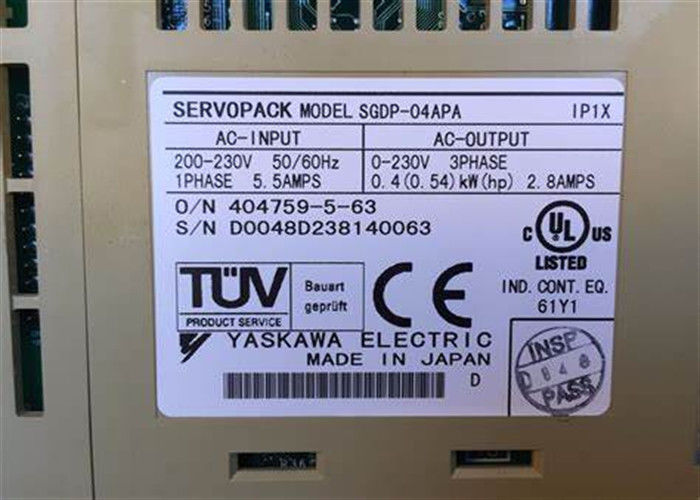 SERVOPACK MODEL SGDP-04APA IP1X
AC-INPUT AC-OUTPUT
200-230V 50/60Hz 0-230V 3PHASE
1PHASE 5.5AMPS 0.4(0.54)kW(hp) 2.8AMPS
O/N 404759-5-63
S/N D0048D238140063
C UL US
LISTED
IND. CONT. EQ.
61Y1
TÜV Bauart
geprüft
PRODUCT SERVICE
CE
YASKAWA ELECTRIC
MADE IN JAPAN
D
INSP
D848
PASS